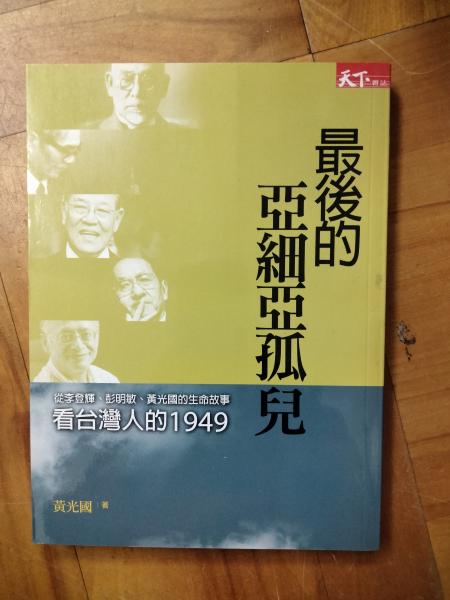 天下雜誌
最後的
亞細亞孤兒
從李登輝、彭明敏、黃光國的生命故事
看台灣人的1949
黃光國 | 著